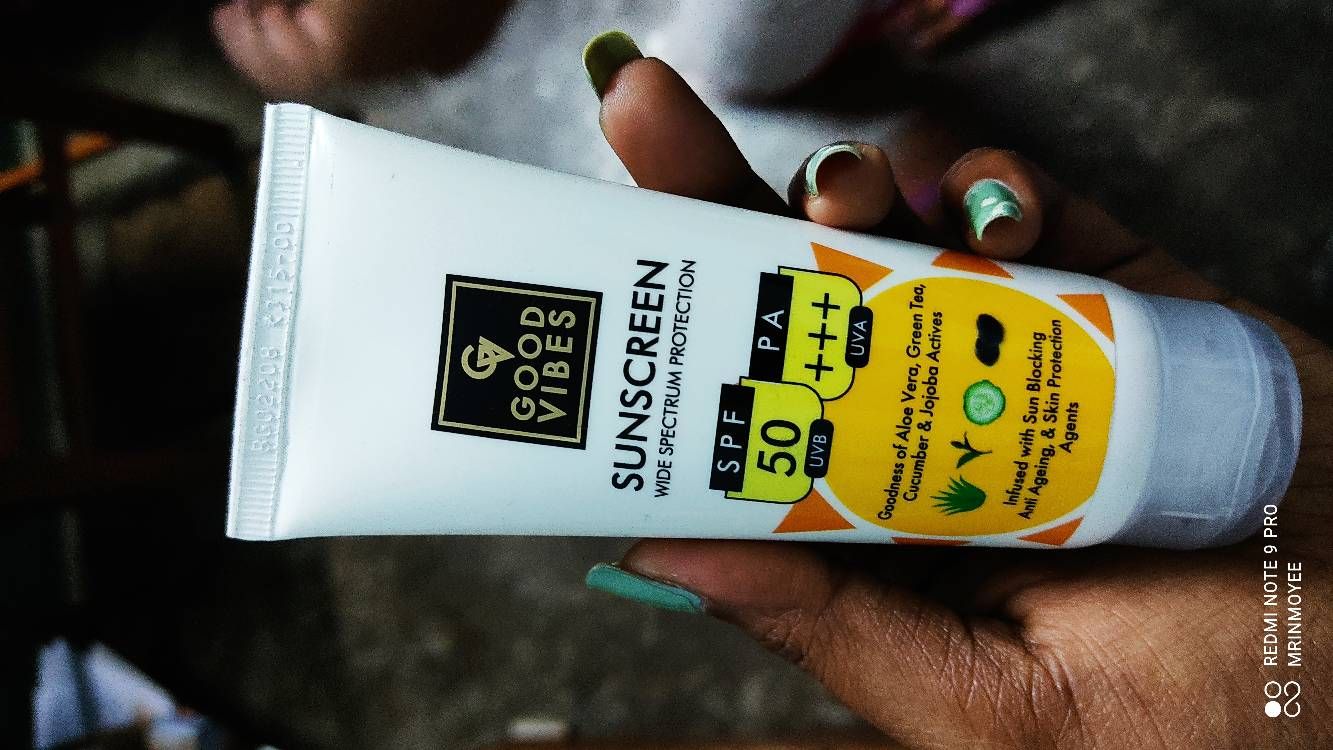 GOOD
VIBES
SUNSCREEN
WIDE SPECTRUM PROTECTION
SPF
50
UVB
PA
+++
UVA
Goodness of Aloe Vera, Green Tea,
Cucumber & Jojoba Actives
Infused with Sun Blocking
Anti Ageing, & Skin Protection
Agents
REDMI NOTE 9 PRO
MRINMOYEE